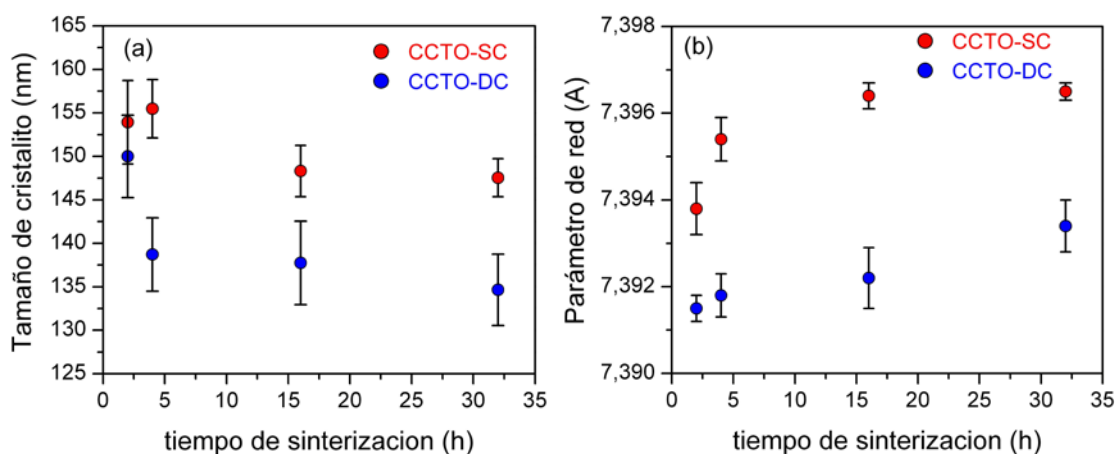 (a)
CCTO-SC
CCTO-DC
Tamaño de cristalito (nm)
165
160
155
150
145
140
135
130
125
0 5 10 15 20 25 30 35
tiempo de sinterizacion (h)
(b)
CCTO-SC
CCTO-DC
Parámetro de red (A)
7,398
7,396
7,394
7,392
7,390
0 5 10 15 20 25 30 35
tiempo de sinterizacion (h)